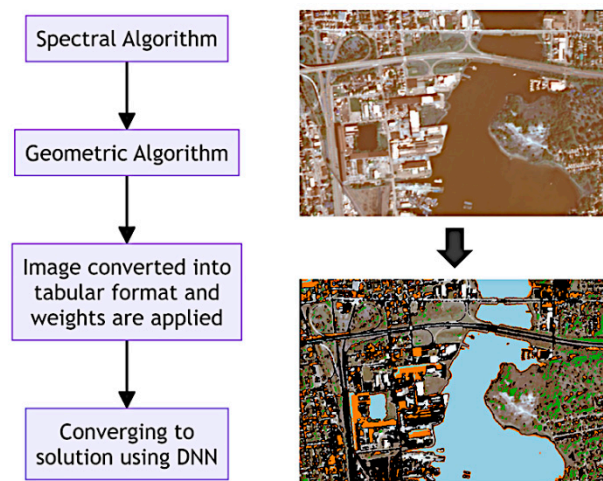 Spectral Algorithm
Geometric Algorithm
Image converted into
tabular format and
weights are applied
Converging to
solution using DNN